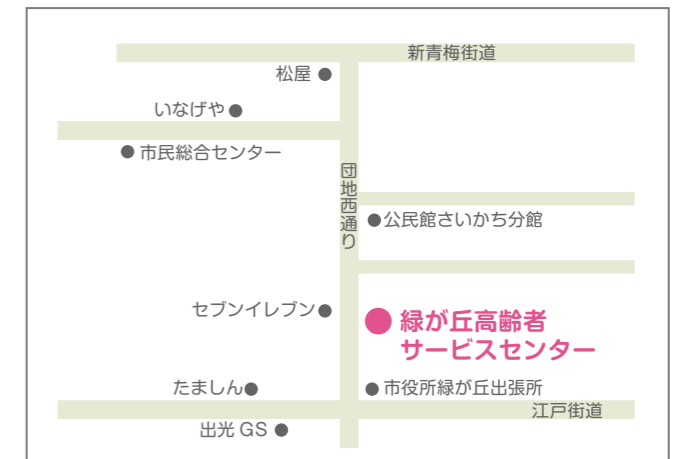 新青梅街道
松屋
いなげや
市民総合センター
団地西通り
公民館さいかち分館
セブンイレブン
緑が丘高齢者
サービスセンター
たましん
市役所緑が丘出張所
江戸街道
出光 GS